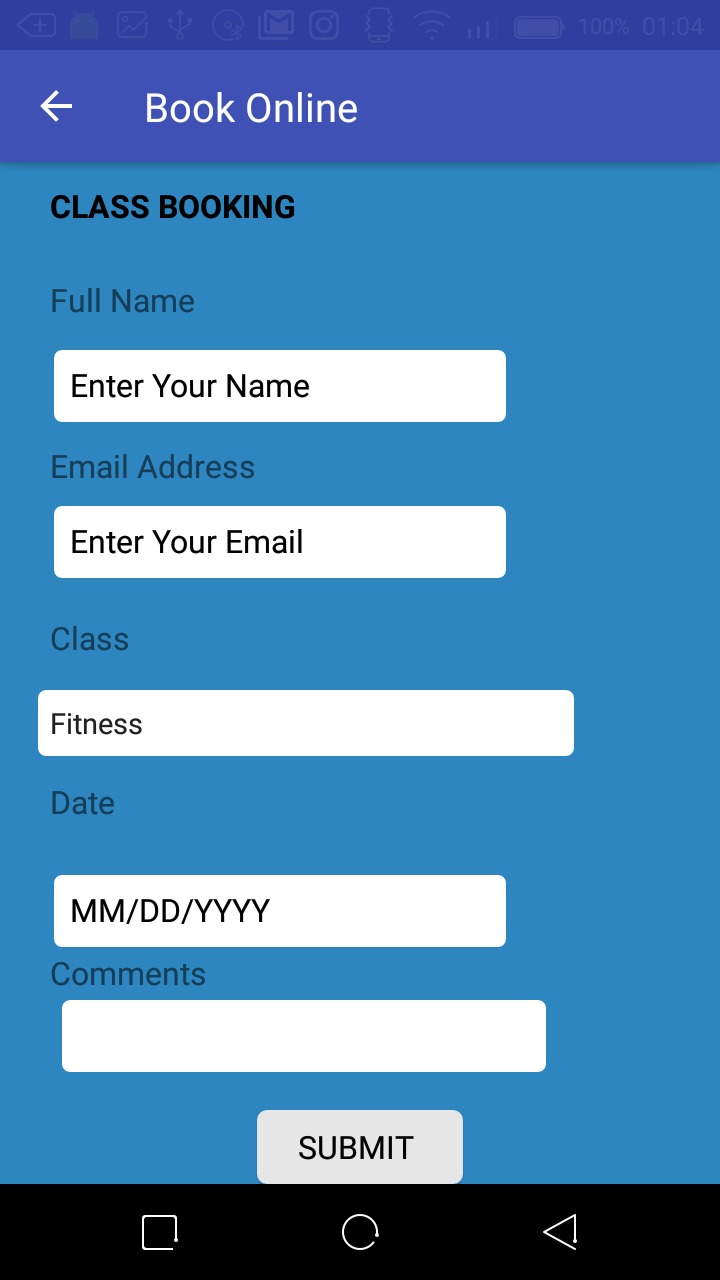 100% 01:04
Book Online
CLASS BOOKING
Full Name
Enter Your Name
Email Address
Enter Your Email
Class
Fitness
Date
MM/DD/YYYY
Comments
SUBMIT